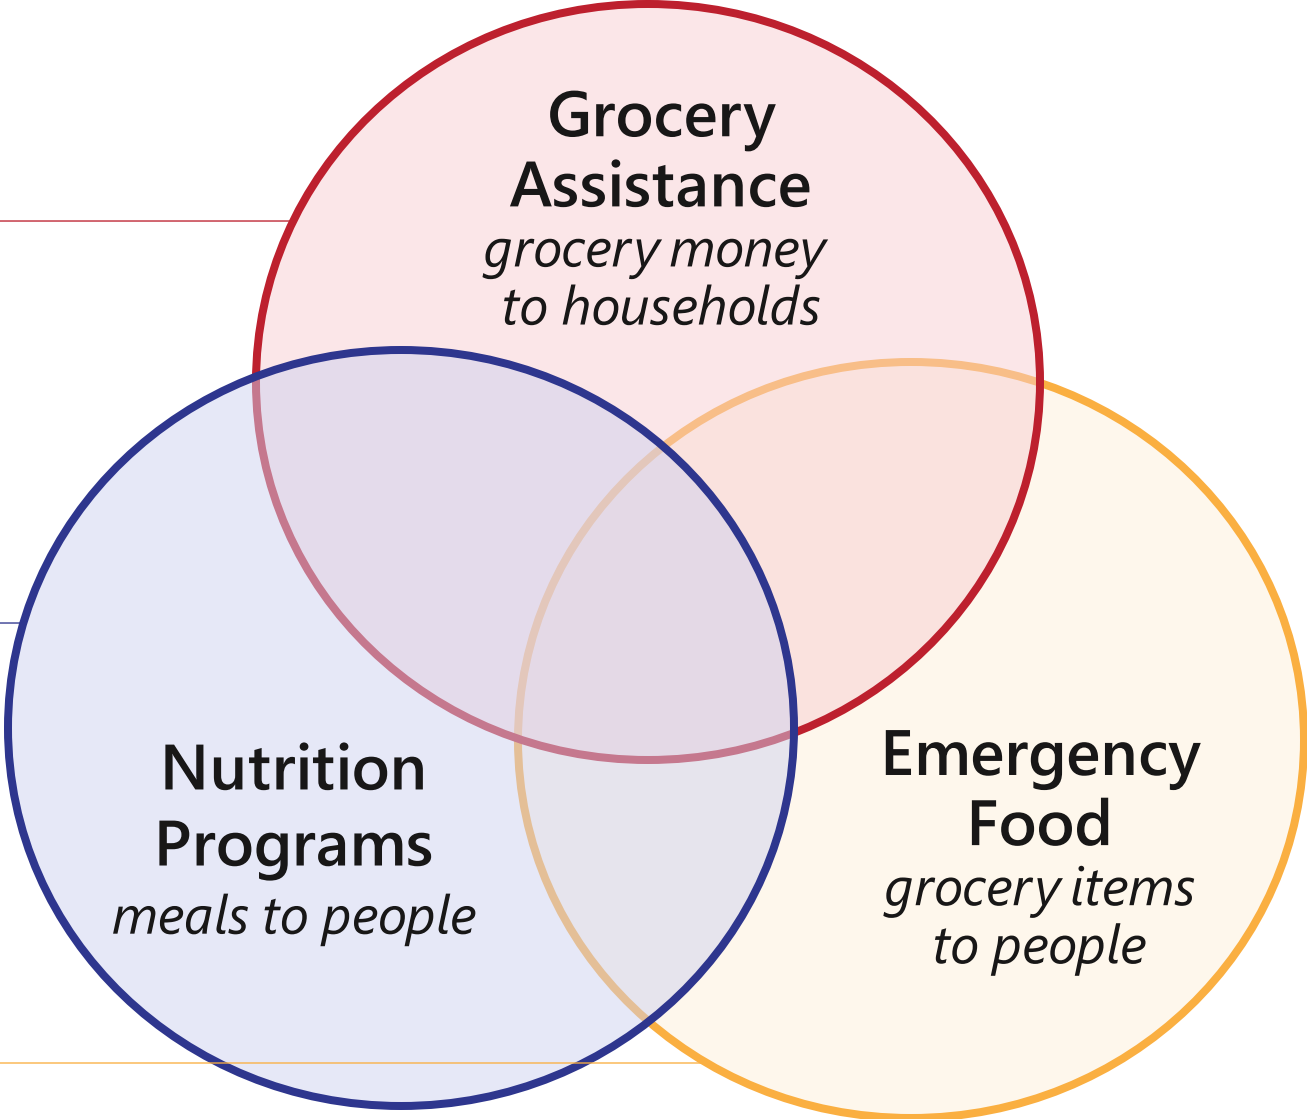 Grocery
Assistance
grocery money
to households
Nutrition
Programs
meals to people
Emergency
Food
grocery items
to people